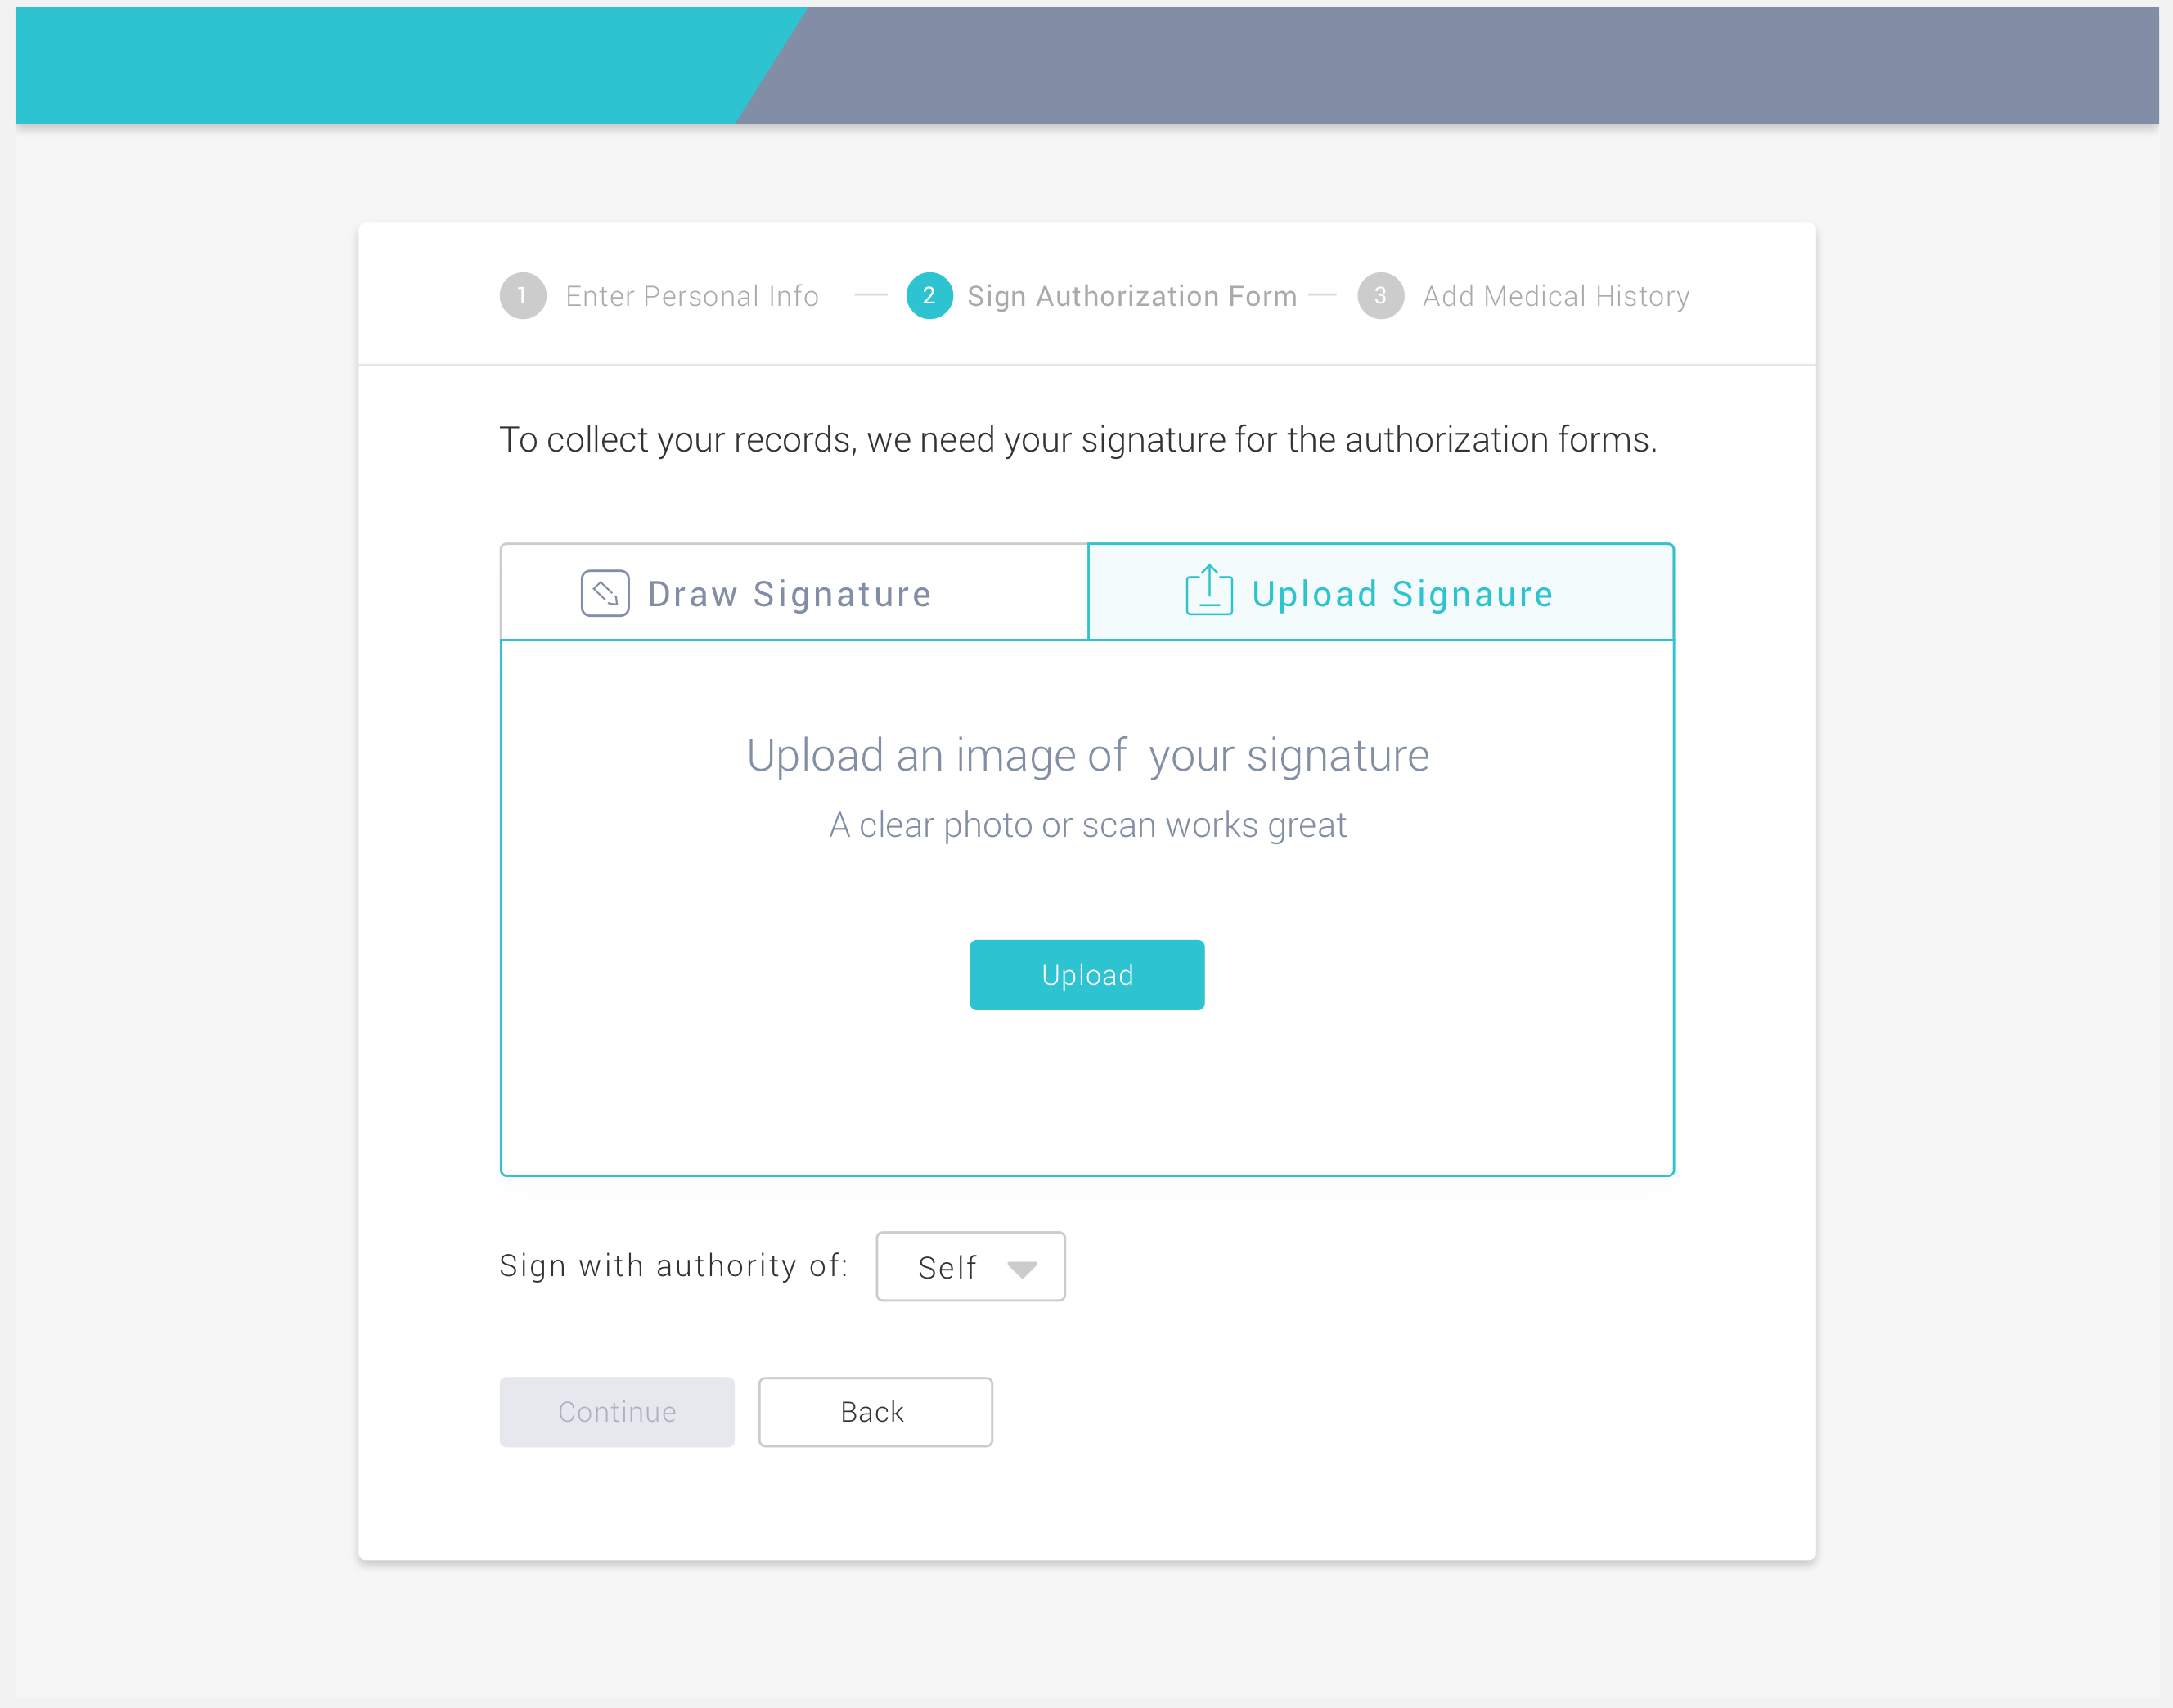 1 Enter Personal Info — 2 Sign Authorization Form — 3 Add Medical History
To collect your records, we need your signature for the authorization forms.
Draw Signature Upload Signaure
Upload an image of your signature
A clear photo or scan works great
Upload
Sign with authority of: Self
Continue Back